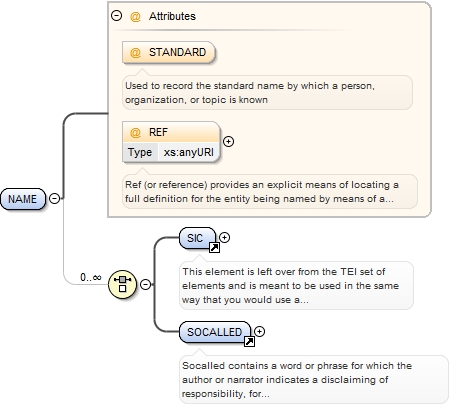 @ Attributes
@ STANDARD
Used to record the standard name by which a person,
organization, or topic is known
@ REF
Type xs:anyURI
Ref (or reference) provides an explicit means of locating a
full definition for the entity being named by means of a...
NAME
0..∞
SIC
This element is left over from the TEI set of
elements and is meant to be used in the same
way that you would use a...
SOCALLED
Socalled contains a word or phrase for which the
author or narrator indicates a disclaiming of
responsibility, for...